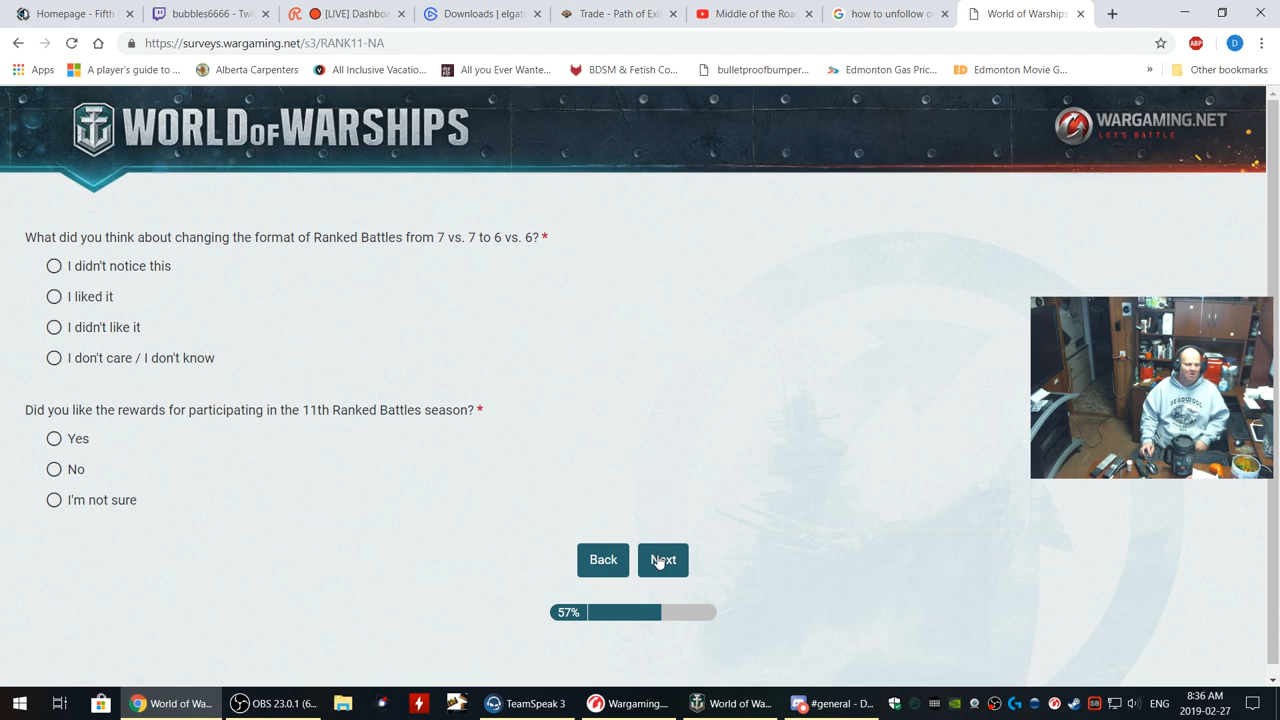 Homepage - Fifth
bubbles6666 - Twi
[LIVE] Dashboa
Downloads | elgat
Trade - Path of Exil
Middle of the Roa
how to unfollow o
World of Warships
https://surveys.wargaming.net/s3/RANK11-NA
ABP
D
Apps
A player's guide to ...
Alberta Carpenters
All Inclusive Vacatio...
All you Ever Wante...
BDSM & Fetish Co...
bulletproofbumper...
Edmonton Gas Pric...
Edmonton Movie G...
»
Other bookmarks
WORLD OF WARSHIPS
WARGAMING.NET
LET'S BATTLE
What did you think about changing the format of Ranked Battles from 7 vs. 7 to 6 vs. 6? *
I didn't notice this
I liked it
I didn't like it
I don't care / I don't know
Did you like the rewards for participating in the 11th Ranked Battles season? *
Yes
No
I'm not sure
Back
Next
57%
DEADWOOD
World of Wa...
OBS 23.0.1 (6...
TeamSpeak 3
Wargaming....
World of Wa...
#general - D...
ENG
8:36 AM
2019-02-27